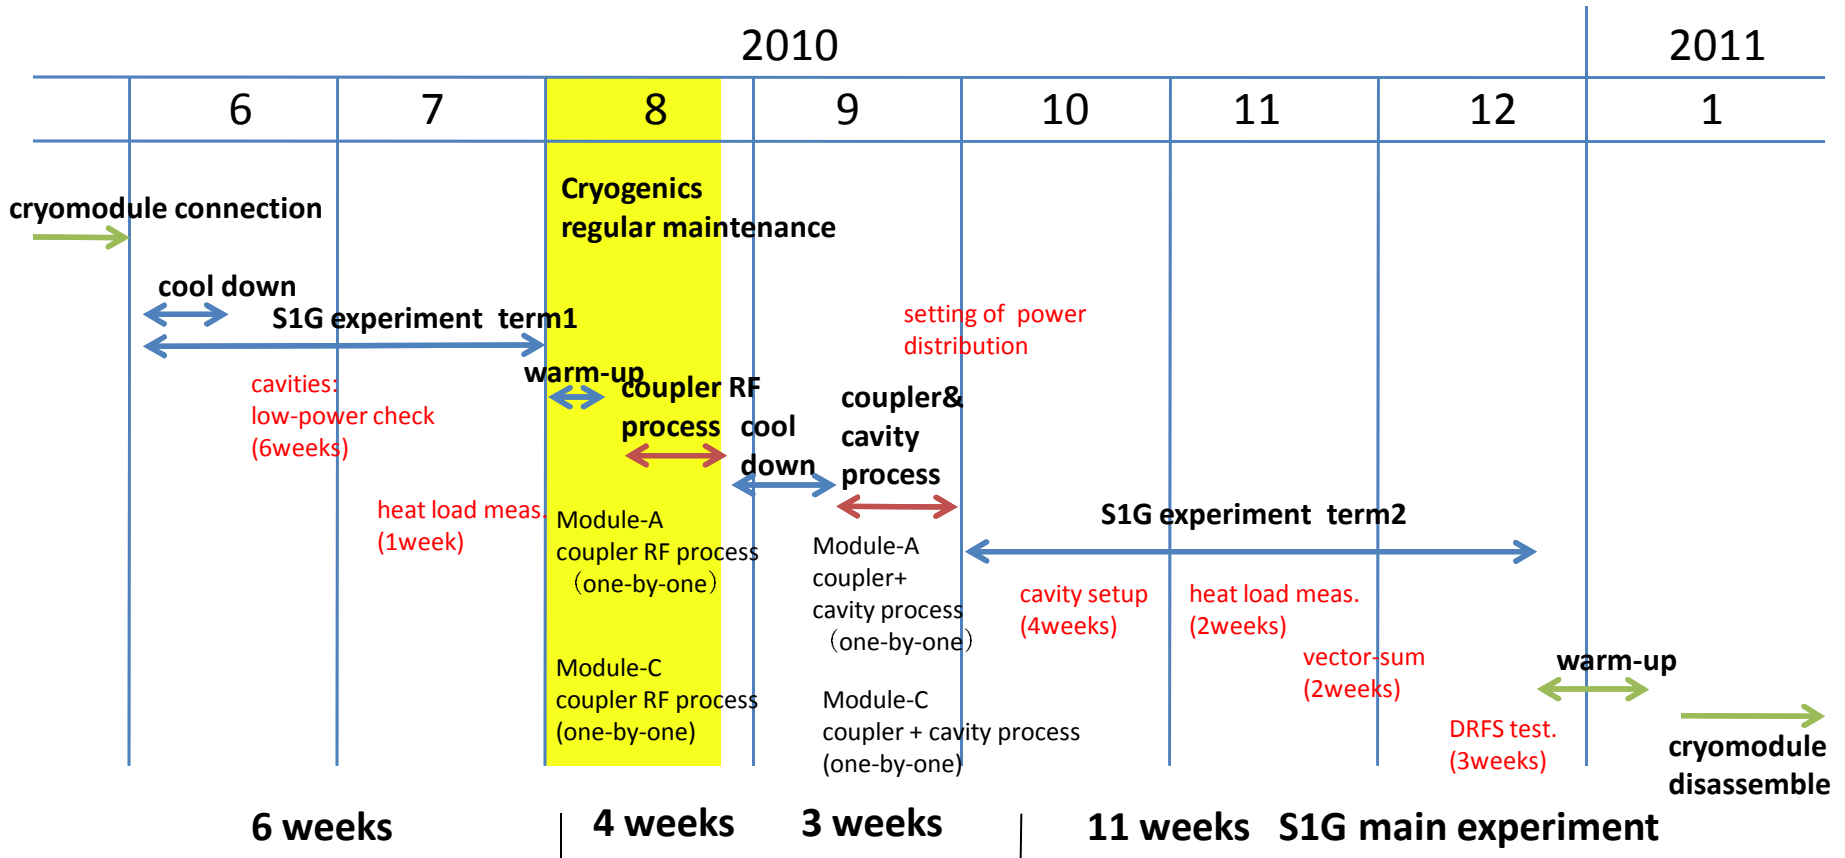 2010
2011
6
7
8
9
10
11
12
1
cryomodule connection
Cryogenics
regular maintenance
cool down
S1G experiment term1
cavities:
low-power check
(6weeks)
heat load meas.
(1week)
warm-up
coupler RF
process
cool
down
setting of power
distribution
coupler&
cavity
process
Module-A
coupler RF process
（one-by-one）
Module-C
coupler RF process
(one-by-one)
Module-A
coupler+
cavity process
（one-by-one）
Module-C
coupler + cavity process
(one-by-one)
S1G experiment term2
cavity setup
(4weeks)
heat load meas.
(2weeks)
vector-sum
(2weeks)
DRFS test.
(3weeks)
warm-up
cryomodule
disassemble
6 weeks
4 weeks
3 weeks
11 weeks S1G main experiment